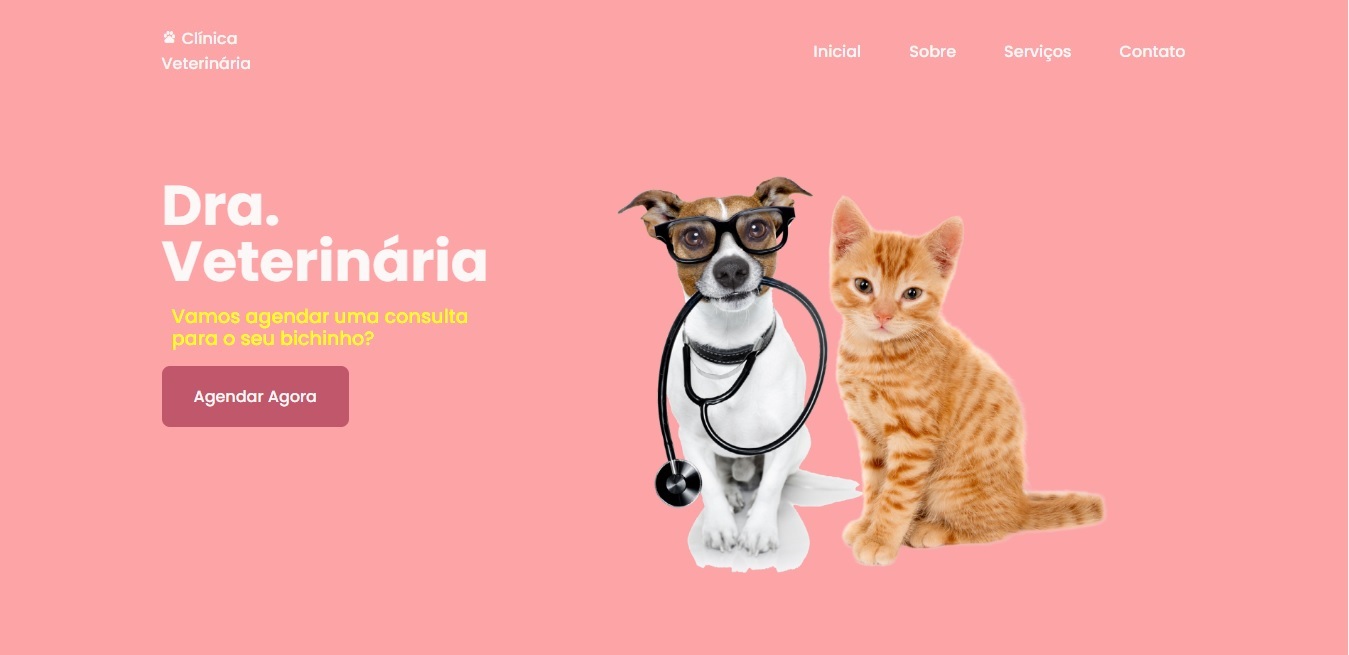 Clínica
Veterinária
Inicial
Sobre
Serviços
Contato
Dra.
Veterinária
Vamos agendar uma consulta
para o seu bichinho?
Agendar Agora